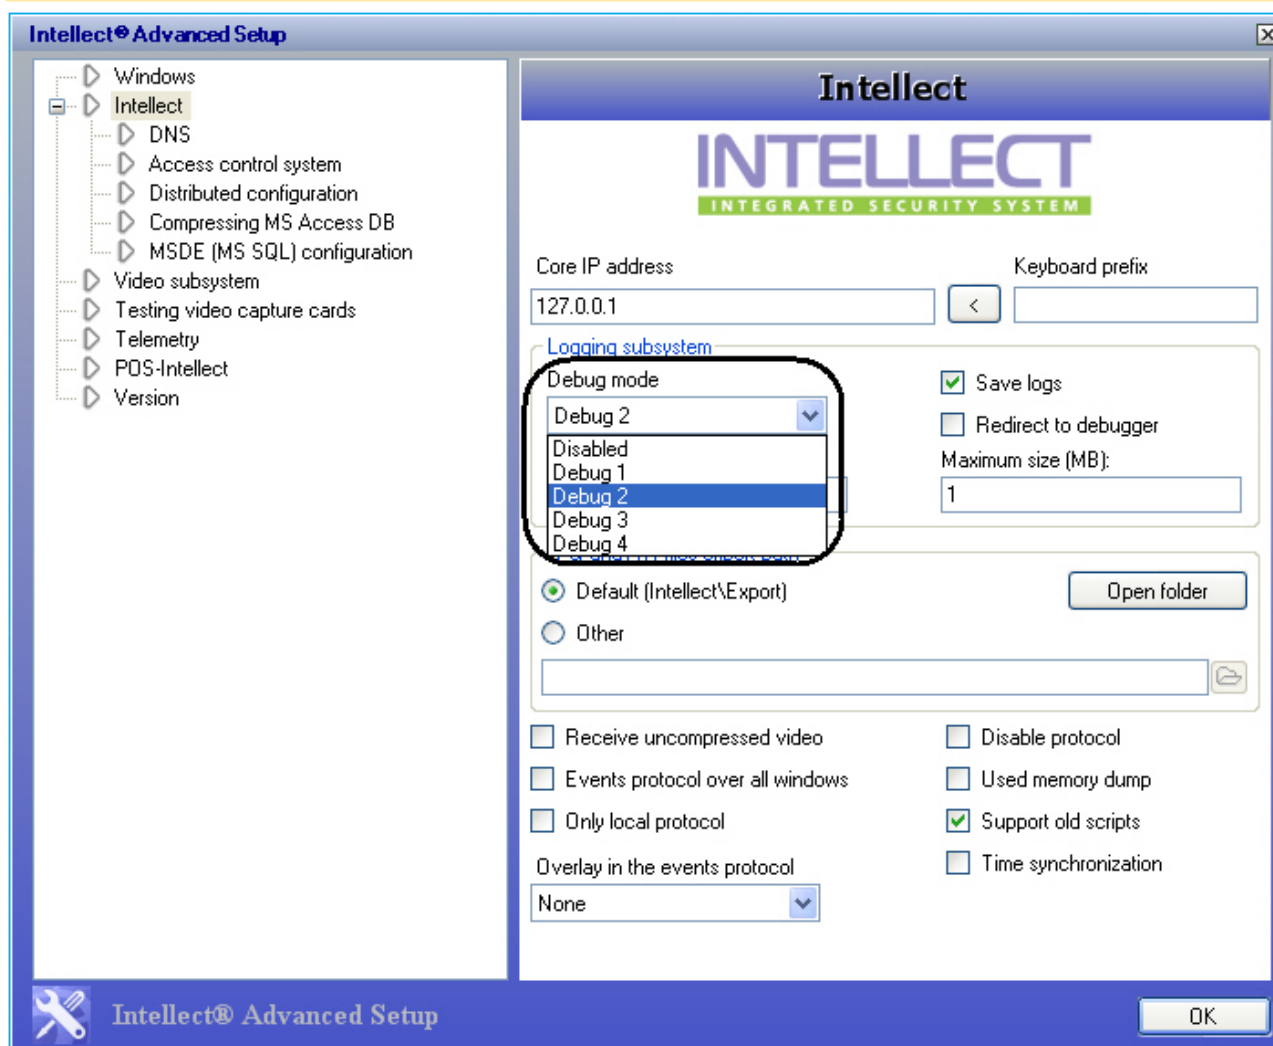 Intellect® Advanced Setup
Windows
Intellect
DNS
Access control system
Distributed configuration
Compressing MS Access DB
MSDE (MS SQL) configuration
Video subsystem
Testing video capture cards
Telemetry
POS-Intellect
Version
Intellect
INTELLECT
INTEGRATED SECURITY SYSTEM
Core IP address
Keyboard prefix
127.0.0.1
<
Logging subsystem
Debug mode
Save logs
Debug 2
Redirect to debugger
Disabled
Debug 1
Debug 2
Debug 3
Debug 4
Maximum size (MB):
1
Default (Intellect\Export)
Open folder
Other
Receive uncompressed video
Disable protocol
Events protocol over all windows
Used memory dump
Only local protocol
Support old scripts
Overlay in the events protocol
Time synchronization
None
Intellect® Advanced Setup
OK